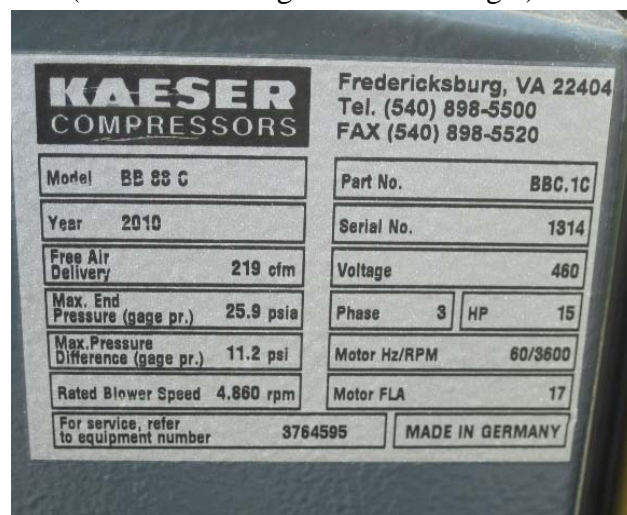 KAESER
COMPRESSORS
Fredericksburg, VA 22404
Tel. (540) 898-5500
FAX (540) 898-5520
Model BB 88 C
Part No. BBC.1C
Year 2010
Serial No. 1314
Free Air
Delivery 219 cfm
Voltage 460
Max. End
Pressure (gage pr.) 25.9 psia
Phase 3 HP 15
Max.Pressure
Difference (gage pr.) 11.2 psi
Motor Hz/RPM 60/3600
Rated Blower Speed 4.860 rpm
Motor FLA 17
For service, refer
to equipment number 3764595
MADE IN GERMANY